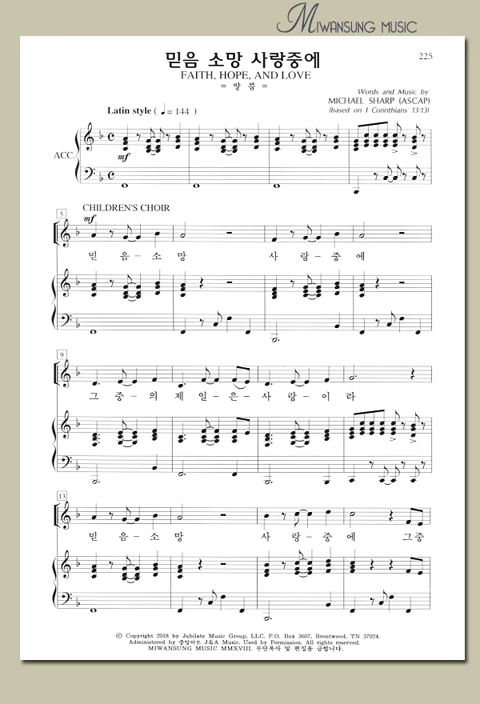 MIWANSUNG MUSIC
믿음 소망 사랑중에
225
FAITH, HOPE, AND LOVE
= 말 씀 =
Words and Music by
MICHAEL SHARP (ASCAP)
(based on 1 Corinthians 13:13)
Latin style ( ♩= 144 )
ACC.
mf
CHILDREN'S CHOIR
5
mf
믿 음 - 소 망 사 랑 - 중 에
9
그 중 - 의 제 일 - 은 - 사 랑 - 이 라
13
믿 음 - 소 망 사 랑 - 중 에 그중
© Copyright 2018 by Jubilate Music Group, LLC. P.O. Box 3607, Brentwood, TN 37024.
Administered by 중앙아트 J&A Music. Used by Permission. All rights reserved.
MIWANSUNG MUSIC MMXVIII. 무단복사 및 편집을 금합니다.